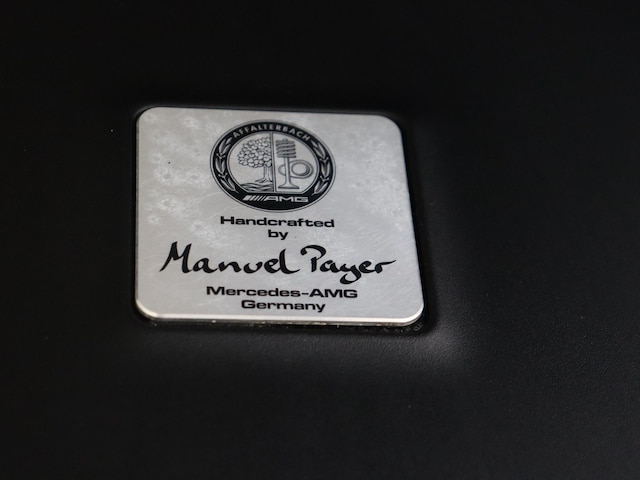 AFFALTERBACH
AMG
Handcrafted
by
Manuel Payer
Mercedes-AMG
Germany